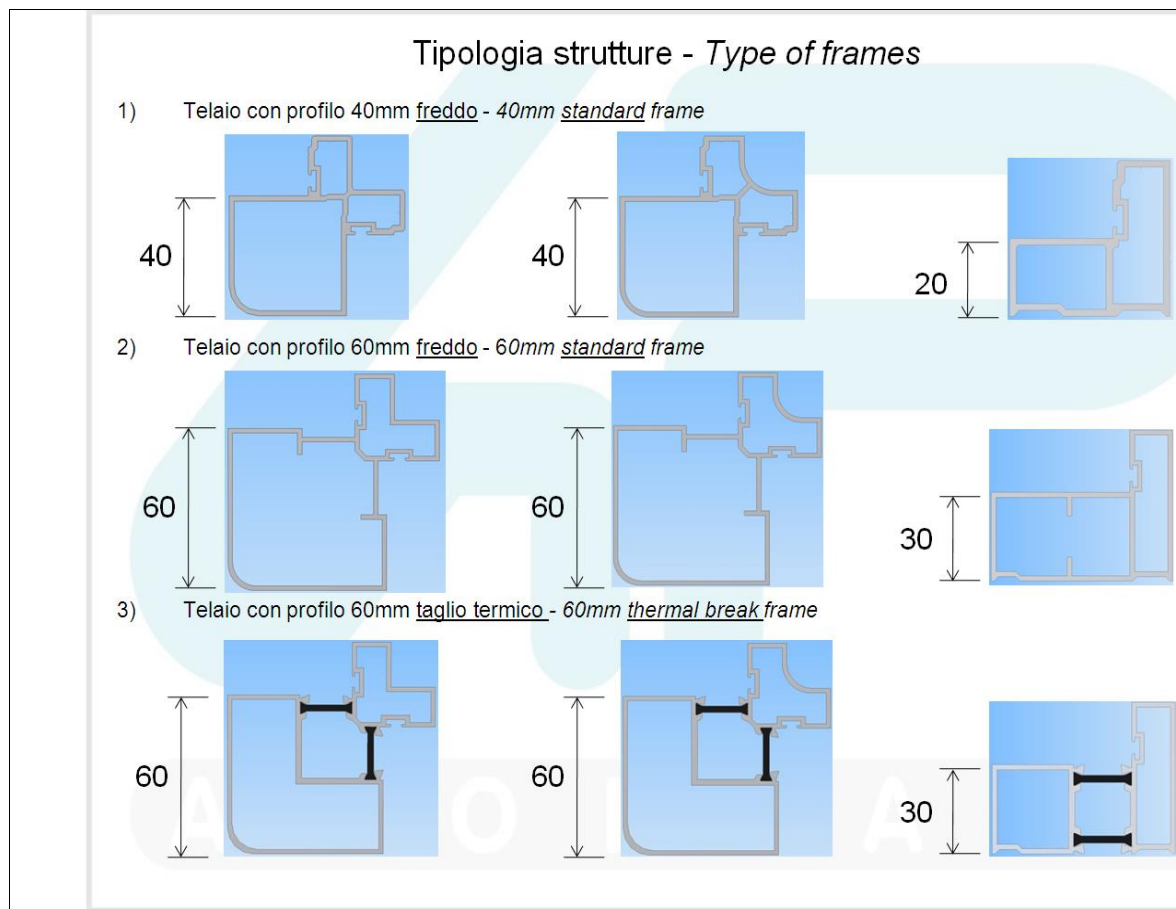 Tipologia strutture - Type of frames
1) Telaio con profilo 40mm freddo - 40mm standard frame
40
40
20
2) Telaio con profilo 60mm freddo - 60mm standard frame
60
60
30
3) Telaio con profilo 60mm taglio termico - 60mm thermal break frame
60
60
30